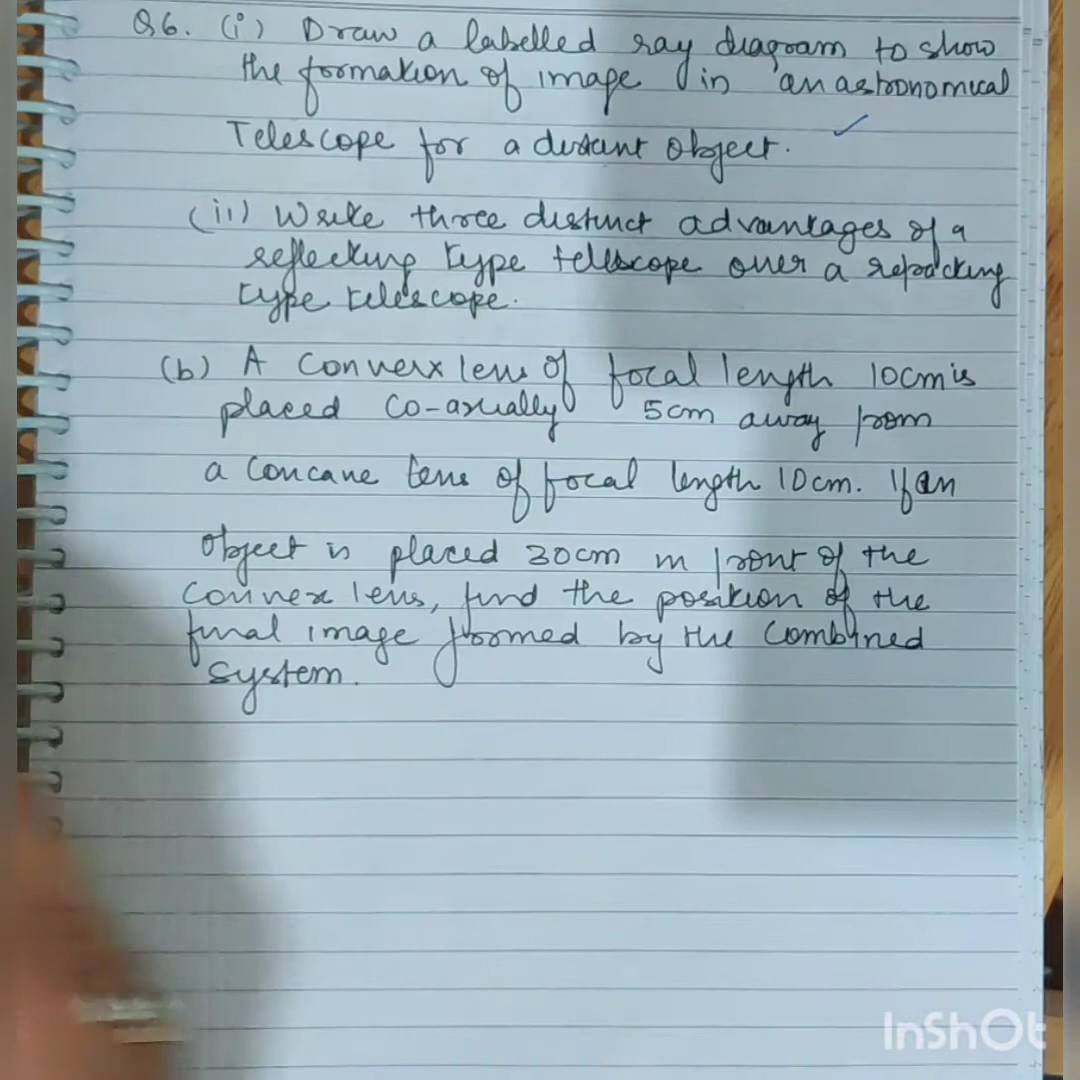 Q6. (i) Draw a labelled ray diagram to show
the formation of image in an astronomical
Telescope for a distant object.
(ii) Write three distinct advantages of a
reflecting type telescope over a refracting
type telescope.
(b) A Convex lens of focal length 10cm is
placed co-axially 5cm away from
a concave lens of focal length 10cm. If an
object is placed 30cm in front of the
convex lens, find the position of the
final image formed by the combined
system.
InShOt